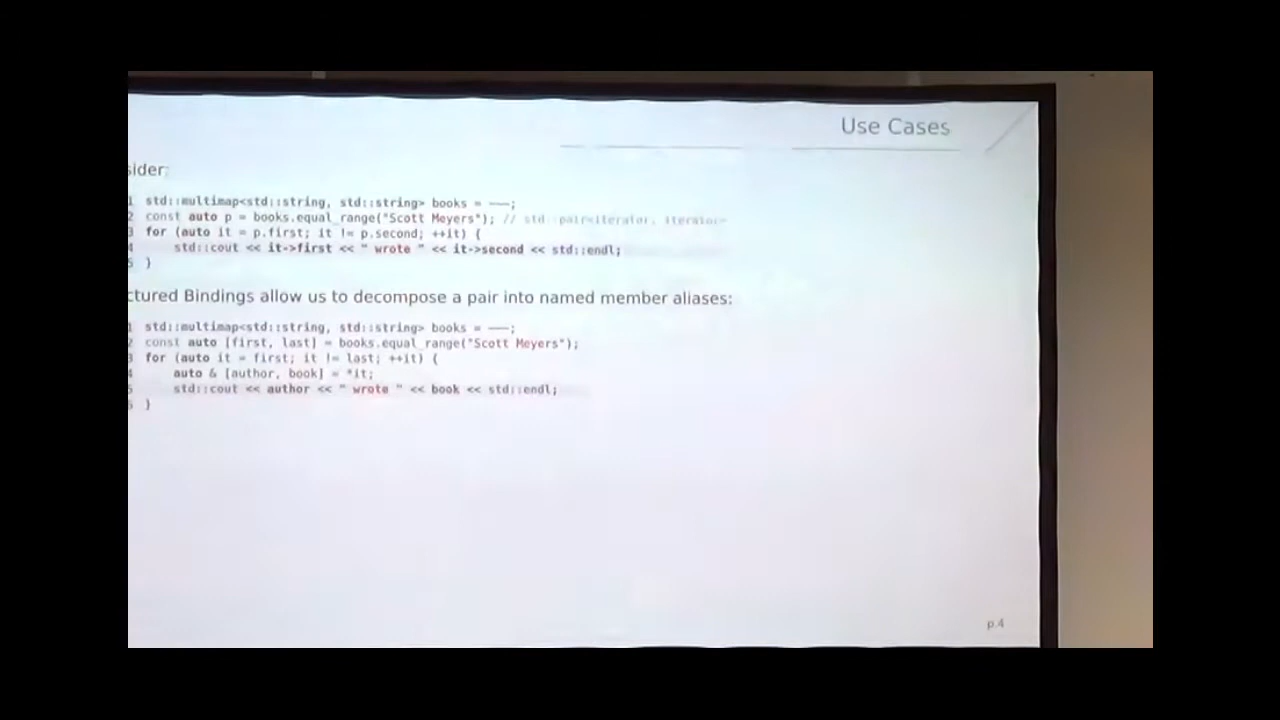 Use Cases
sider:
1 std::multimap<std::string, std::string> books = ——;
2 const auto p = books.equal_range("Scott Meyers"); // std::pair<iterator, iterator>
3 for (auto it = p.first; it != p.second; ++it) {
4 std::cout << it->first << " wrote " << it->second << std::endl;
5 }
ctured Bindings allow us to decompose a pair into named member aliases:
1 std::multimap<std::string, std::string> books = ——;
2 const auto [first, last] = books.equal_range("Scott Meyers");
3 for (auto it = first; it != last; ++it) {
4 auto & [author, book] = *it;
5 std::cout << author << " wrote " << book << std::endl;
6 }
p.4